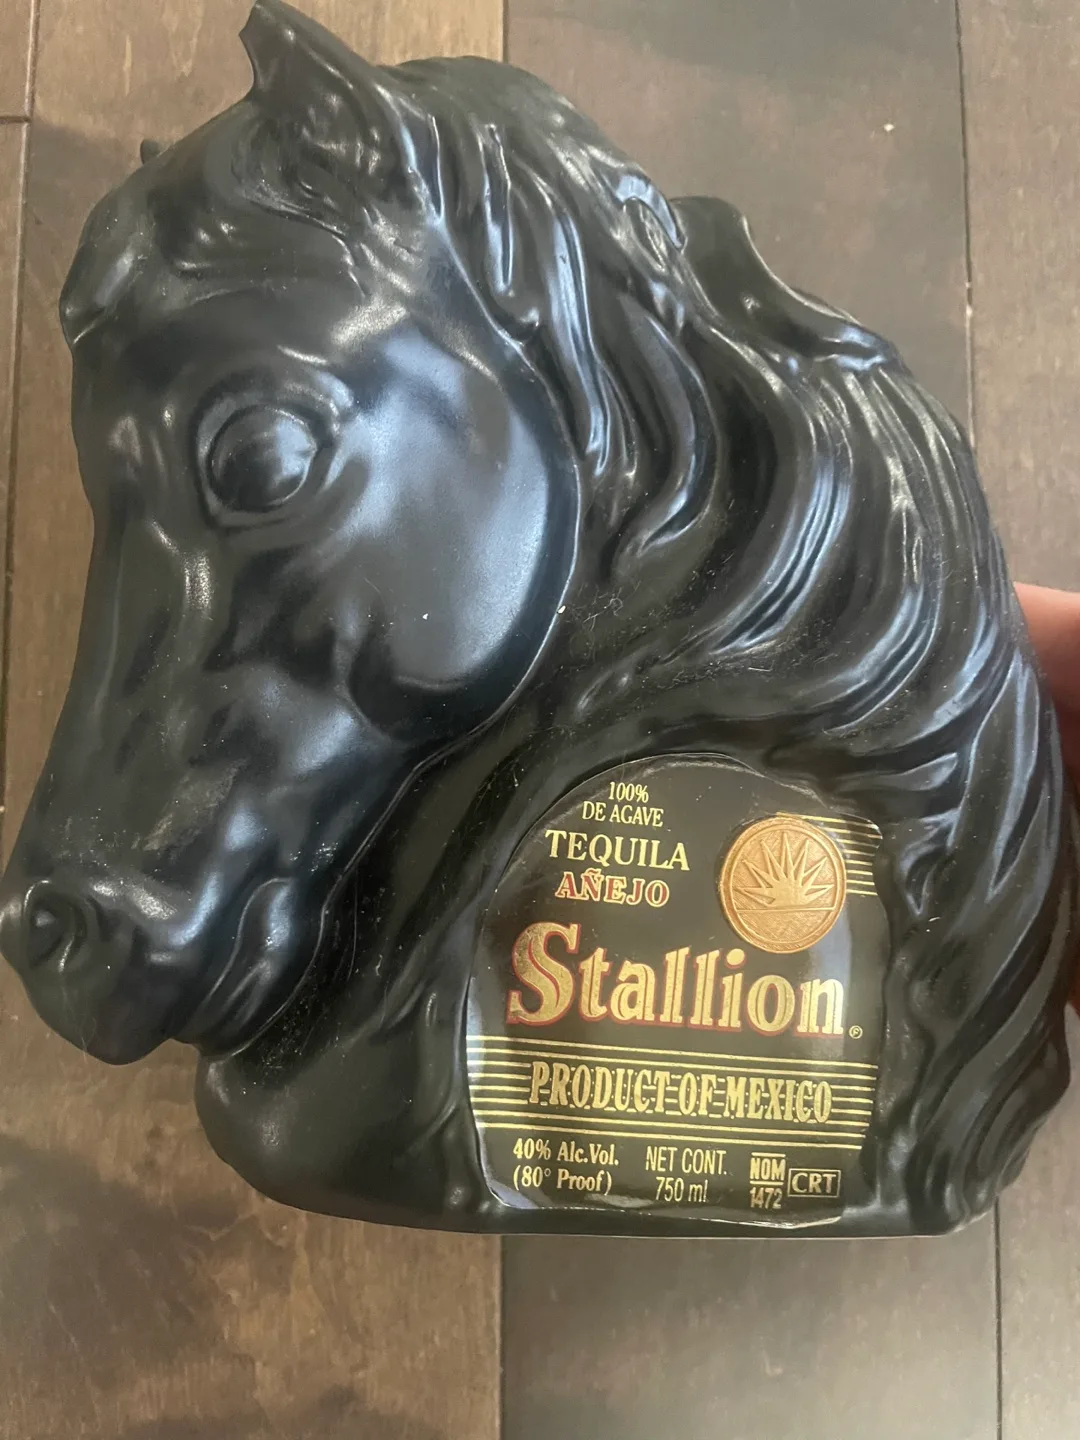 100%
DE AGAVE
TEQUILA
AÑEJO
Stallion
PRODUCT OF MEXICO
40% Alc.Vol.
(80° Proof)
NET CONT.
750 ml
NOM
1472
CRT